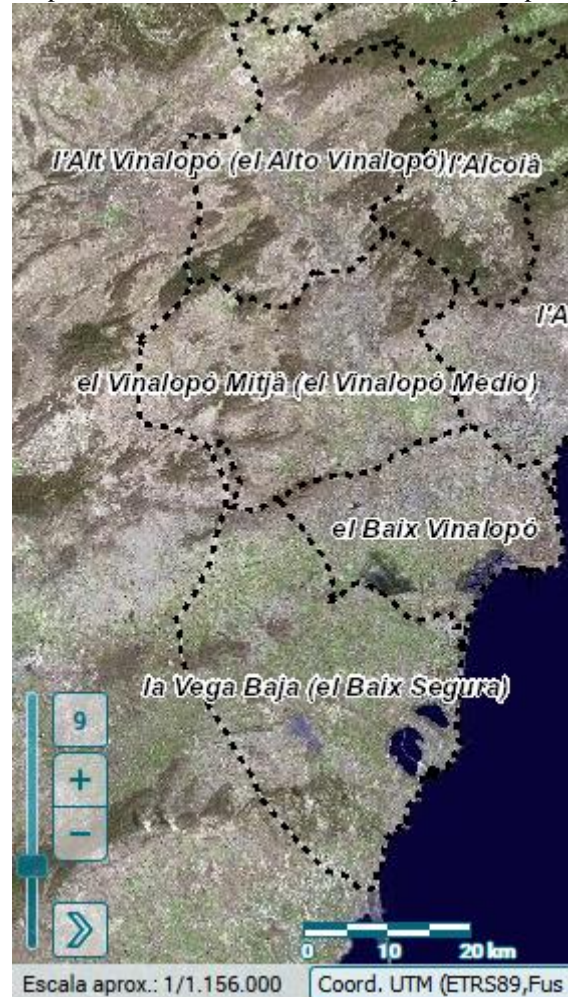 l'Alt Vinalopó (el Alto Vinalopó)
l'Alcoià
l'A
el Vinalopó Mitjà (el Vinalopó Medio)
el Baix Vinalopó
la Vega Baja (el Baix Segura)
9
+
−
0 10 20 km
Escala aprox.: 1/1.156.000
Coord. UTM (ETRS89,Fus